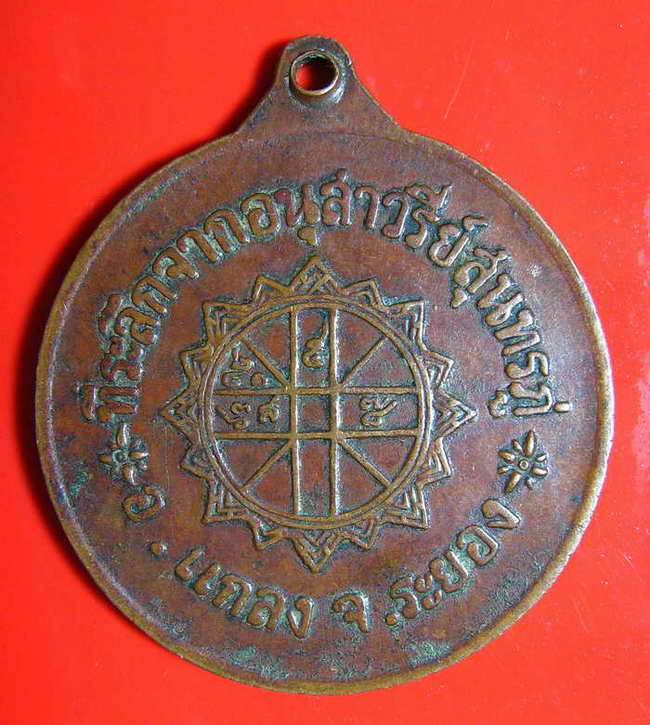 ที่ระลึกจากอนุสาวรีย์สุนทรภู่
อ. แกลง จ. ระยอง